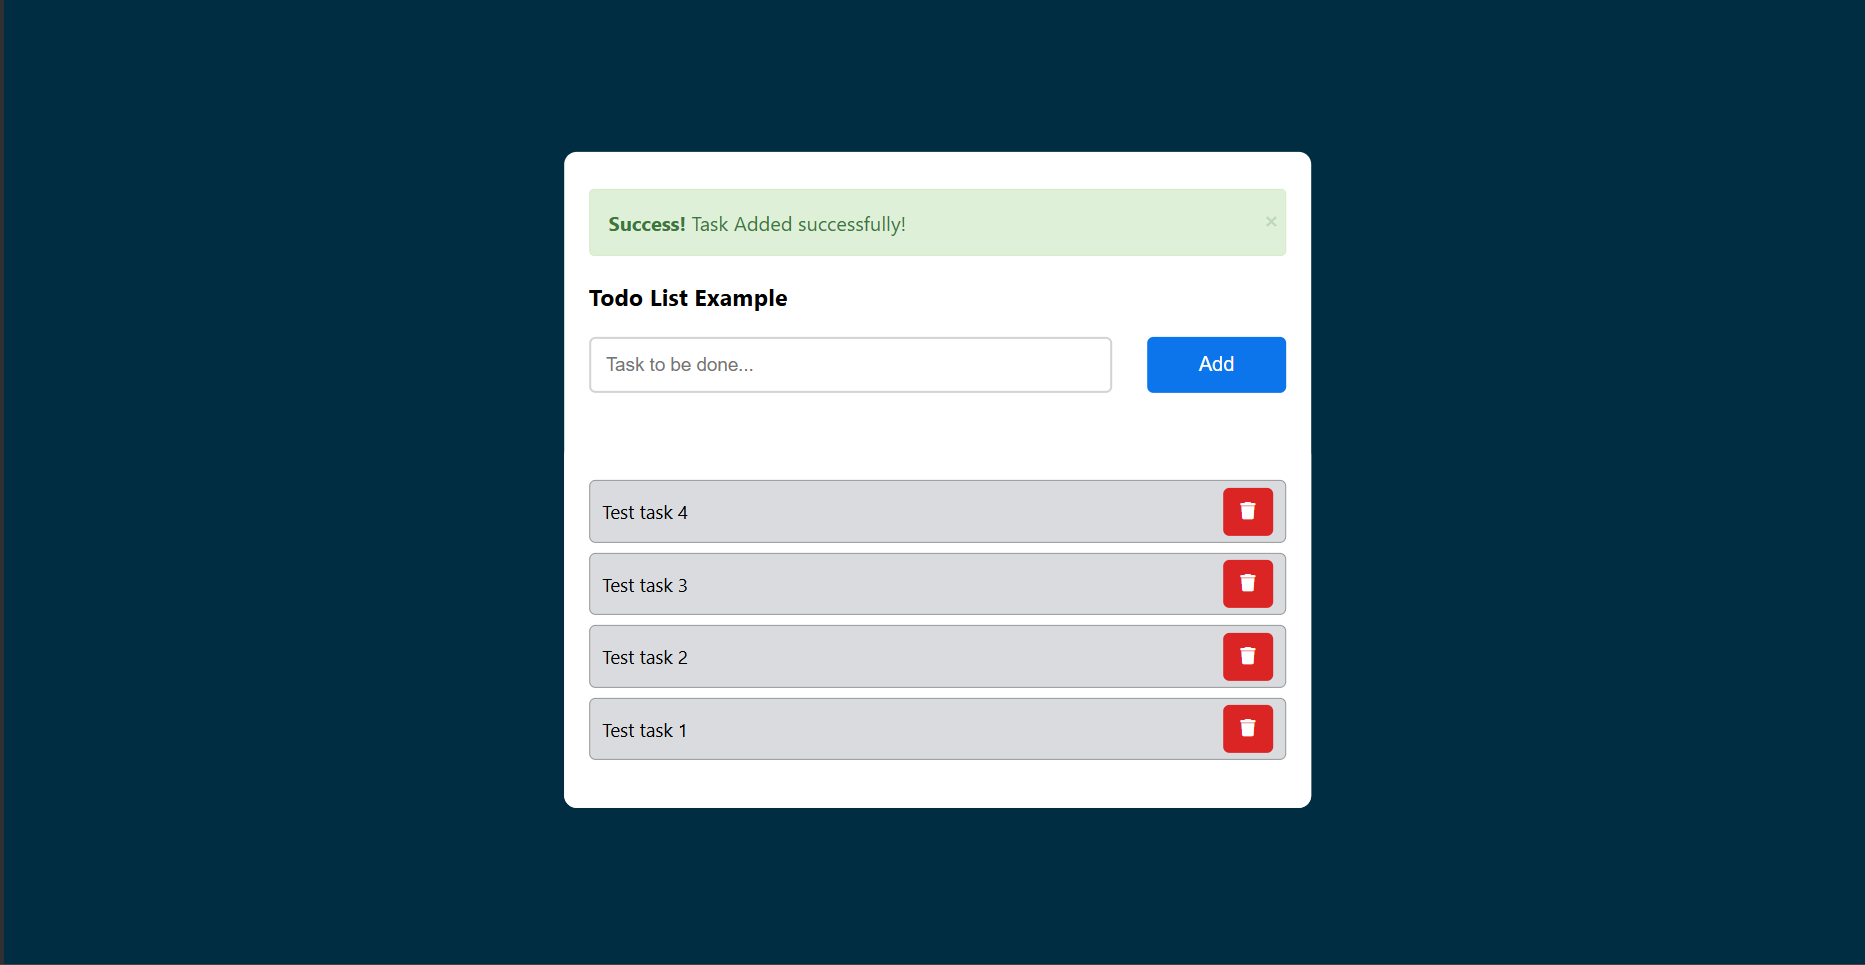 Success! Task Added successfully!
×
Todo List Example
Task to be done...
Add
Test task 4
Test task 3
Test task 2
Test task 1